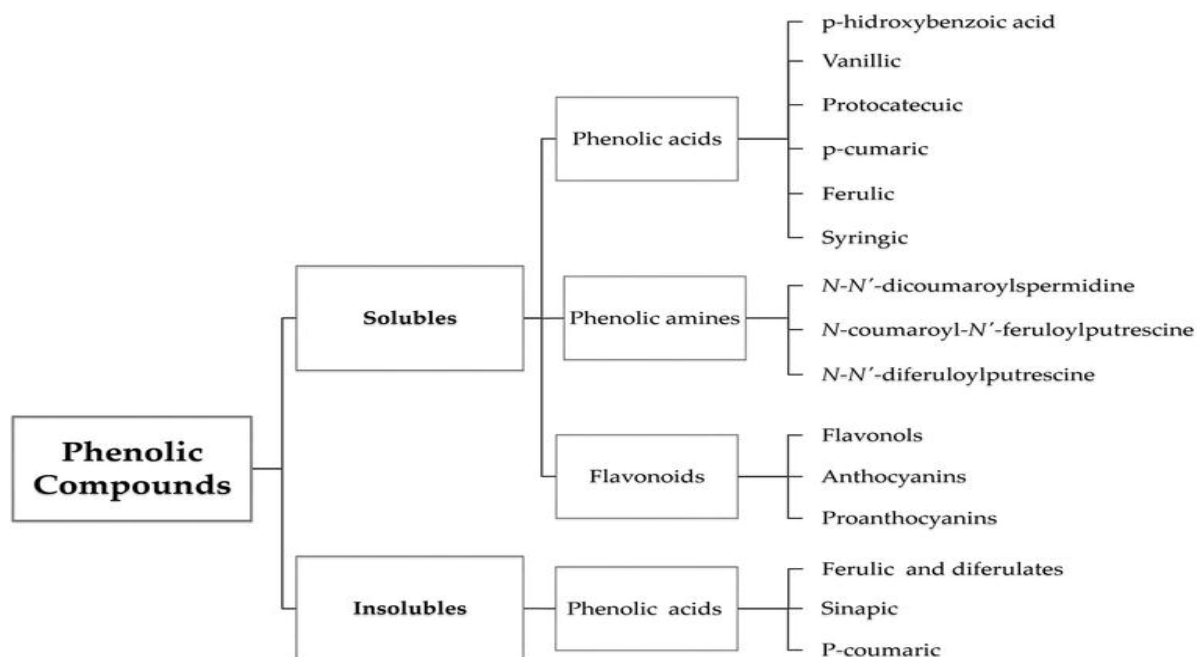 Phenolic
Compounds
Solubles
Phenolic acids
p-hidroxybenzoic acid
Vanillic
Protocatecuic
p-cumaric
Ferulic
Syringic
Phenolic amines
N-N´-dicoumaroylspermidine
N-coumaroyl-N´-feruloylputrescine
N-N´-diferuloylputrescine
Flavonoids
Flavonols
Anthocyanins
Proanthocyanins
Insolubles
Phenolic acids
Ferulic and diferulates
Sinapic
P-coumaric